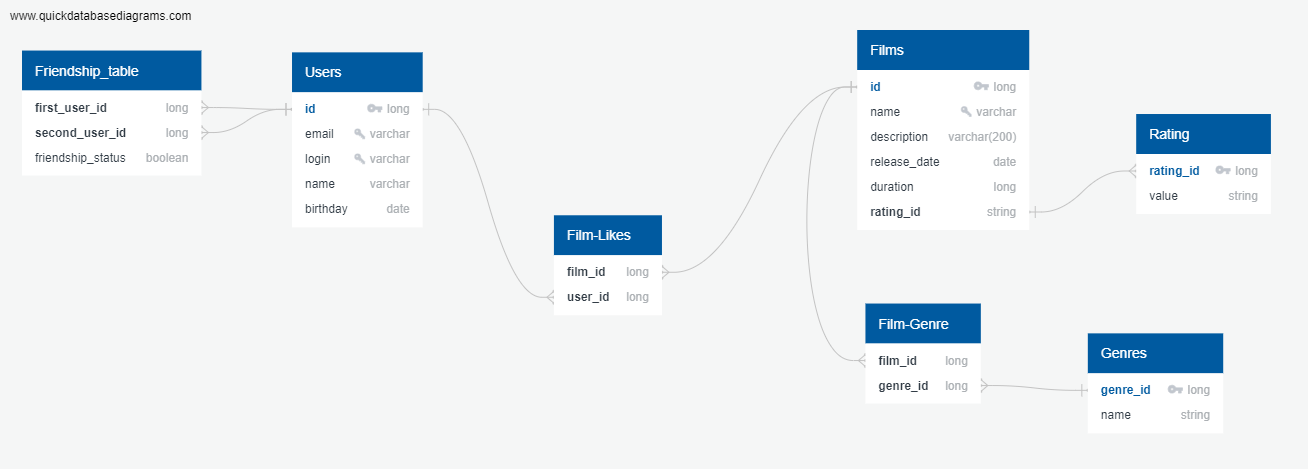 www.quickdatabasediagrams.com
Friendship_table
first_user_id long
second_user_id long
friendship_status boolean
Users
id long
email varchar
login varchar
name varchar
birthday date
Film-Likes
film_id long
user_id long
Films
id long
name varchar
description varchar(200)
release_date date
duration long
rating_id string
Rating
rating_id long
value string
Film-Genre
film_id long
genre_id long
Genres
genre_id long
name string